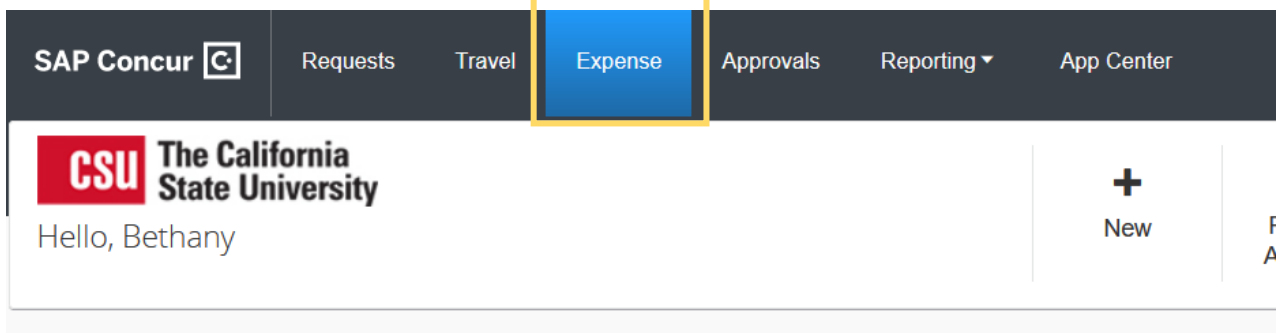 SAP Concur C Requests Travel Expense Approvals Reporting App Center
CSU The California
State University
Hello, Bethany
New